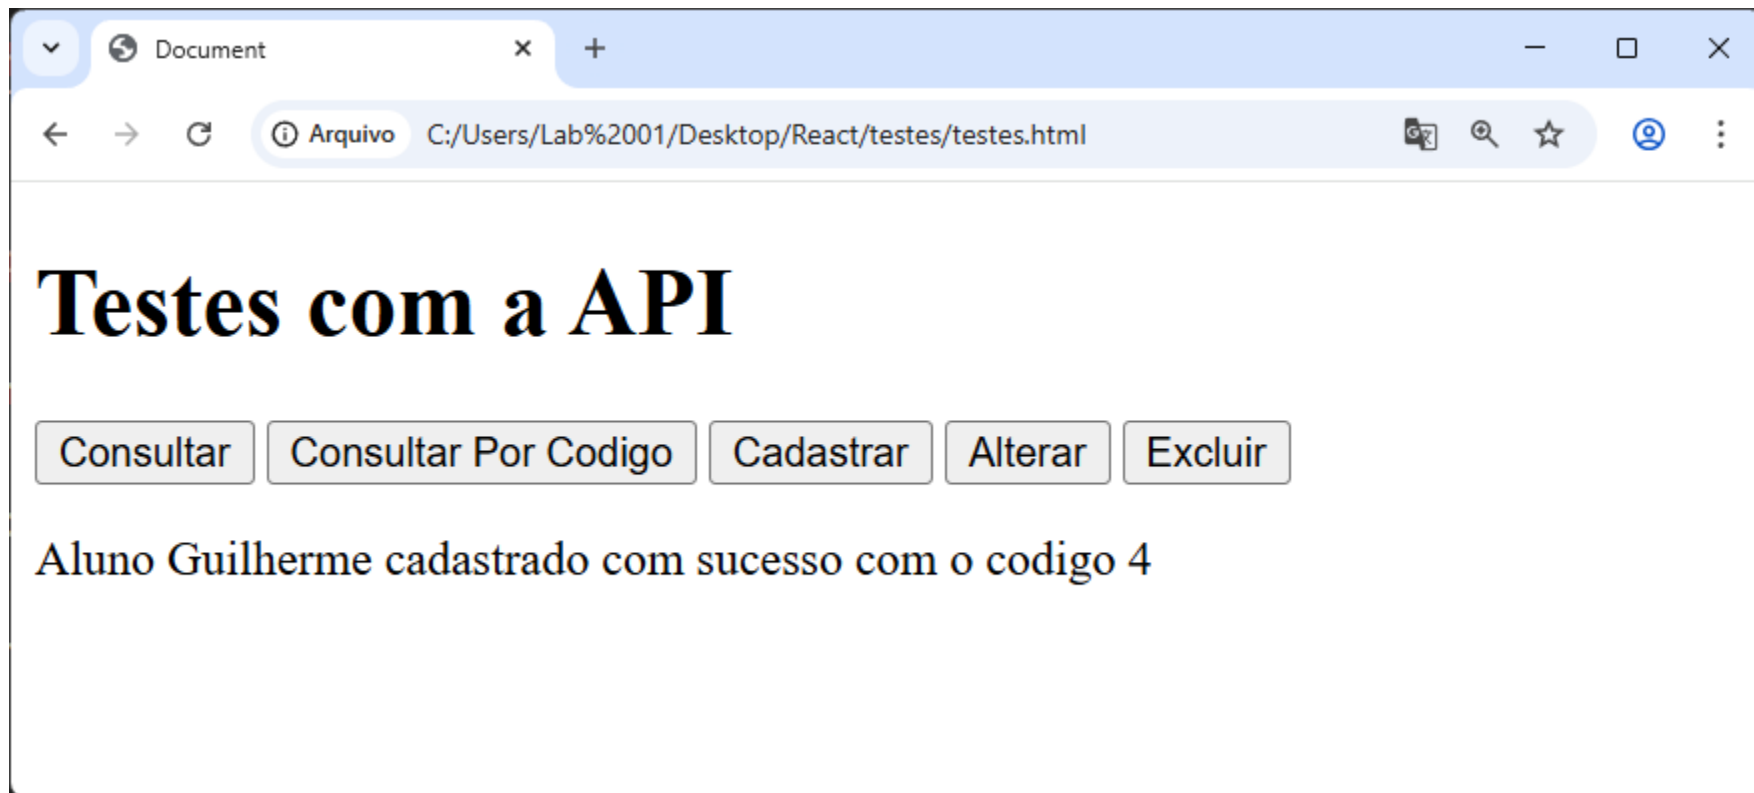 Document
Arquivo C:/Users/Lab%2001/Desktop/React/testes/testes.html
Testes com a API
Consultar Consultar Por Codigo Cadastrar Alterar Excluir
Aluno Guilherme cadastrado com sucesso com o codigo 4